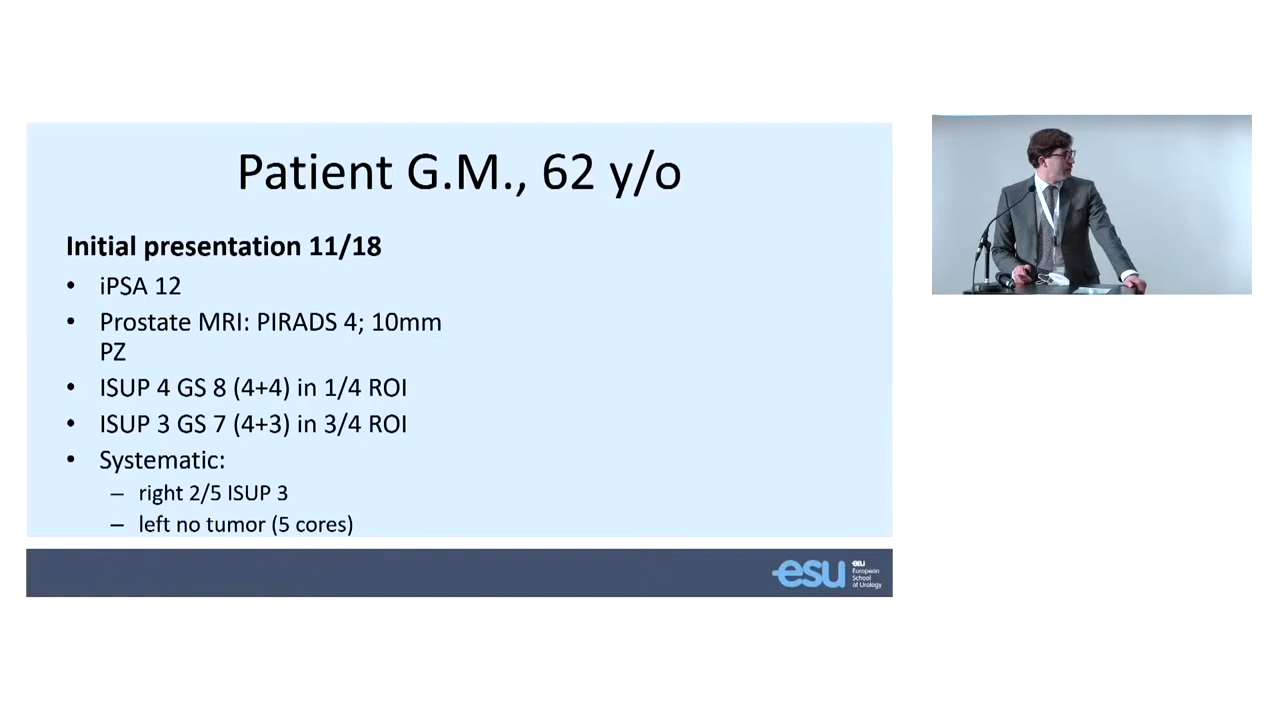 Patient G.M., 62 y/o
Initial presentation 11/18
• iPSA 12
• Prostate MRI: PIRADS 4; 10mm
PZ
• ISUP 4 GS 8 (4+4) in 1/4 ROI
• ISUP 3 GS 7 (4+3) in 3/4 ROI
• Systematic:
– right 2/5 ISUP 3
– left no tumor (5 cores)
esu
European
School
of Urology